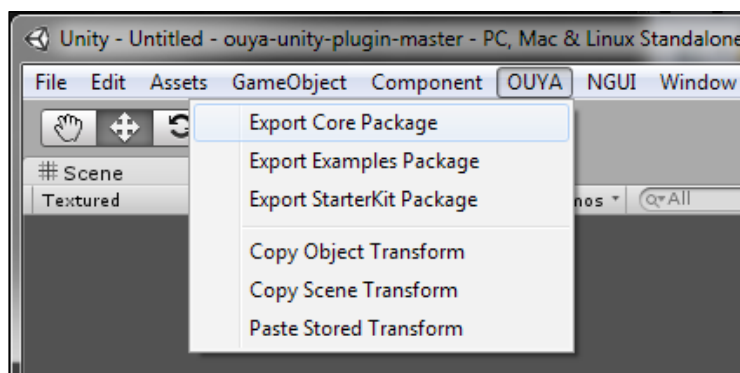 Unity - Untitled - ouya-unity-plugin-master - PC, Mac & Linux Standalone
File Edit Assets GameObject Component OUYA NGUI Window
Export Core Package
Export Examples Package
Export StarterKit Package
Copy Object Transform
Copy Scene Transform
Paste Stored Transform
Scene
Textured
All